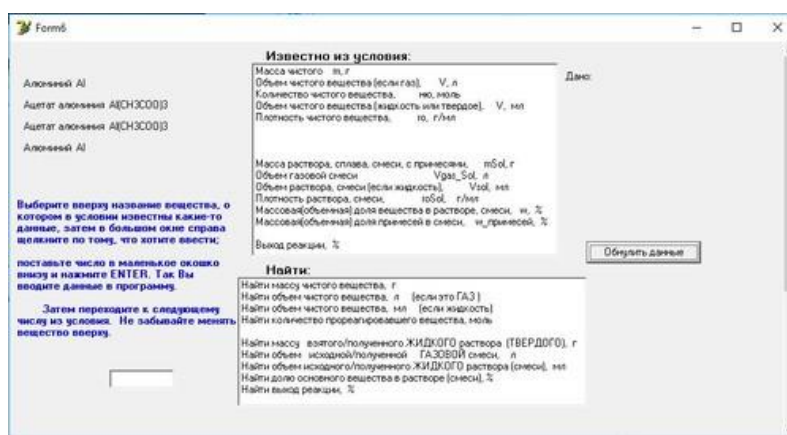 Form6
Известно из условия:
Алюминий Al
Ацетат алюминия Al(CH3COO)3
Ацетат алюминия Al(CH3COO)3
Алюминий Al
Масса чистого m, г
Объем чистого вещества (если газ), V, л
Количество чистого вещества, ню, моль
Объем чистого вещества (жидкость или твердое), V, мл
Плотность чистого вещества, ro, г/мл
Масса раствора, сплава, смеси, с примесями, mSol, г
Объем газовой смеси Vgas_Sol, л
Объем раствора, смеси (если жидкость), Vsol, мл
Плотность раствора, смеси, roSol, г/мл
Массовая(объемная) доля вещества в растворе, смеси, w, %
Массовая(объемная) доля примесей в смеси, w_примесей, %
Выход реакции, %
Дано:
Обнулить данные
Выберите вверху название вещества, о
котором в условии известны какие-то
данные, затем в большом окне справа
щелкните по тому, что хотите ввести;
поставьте число в маленькое окошко
внизу и нажмите ENTER. Так Вы
вводите данные в программу.
Затем переходите к следующему
числу из условия. Не забывайте менять
вещество вверху.
Найти:
Найти массу чистого вещества, г
Найти объем чистого вещества, л (если это ГАЗ )
Найти объем чистого вещества, мл (если жидкость)
Найти количество прореагировавшего вещества, моль
Найти массу взятого/полученного ЖИДКОГО раствора (ТВЕРДОГО), г
Найти объем исходной/полученной ГАЗОВОЙ смеси, л
Найти объем исходного/полученного ЖИДКОГО раствора (смеси), мл
Найти долю основного вещества в растворе (смеси), %
Найти выход реакции, %